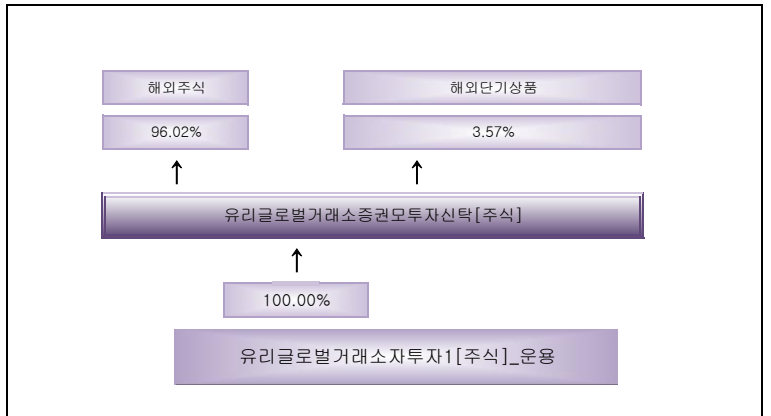 해외주식 해외단기상품
96.02% 3.57%
↑ ↑
유리글로벌거래소증권모투자신탁[주식]
↑
100.00%
유리글로벌거래소자투자1[주식]_운용